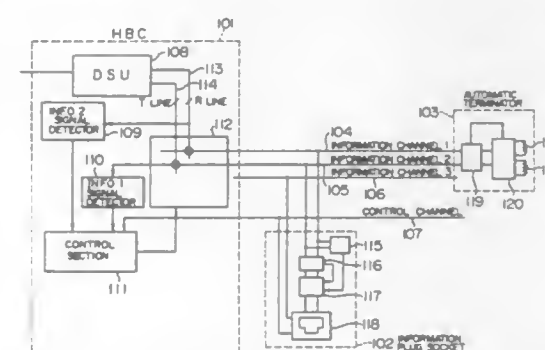 HBC
101
108
DSU
113
114
T LINE
R LINE
INFO 2
SIGNAL
DETECTOR
109
112
AUTOMATIC
TERMINATOR
103
104
INFORMATION CHANNEL 1
INFORMATION CHANNEL 2
INFORMATION CHANNEL 3
105
106
119
120
110
INFO 1
SIGNAL
DETECTOR
CONTROL CHANNEL
107
CONTROL
SECTION
111
115
116
117
118
102
INFORMATION
PLUG SOCKET